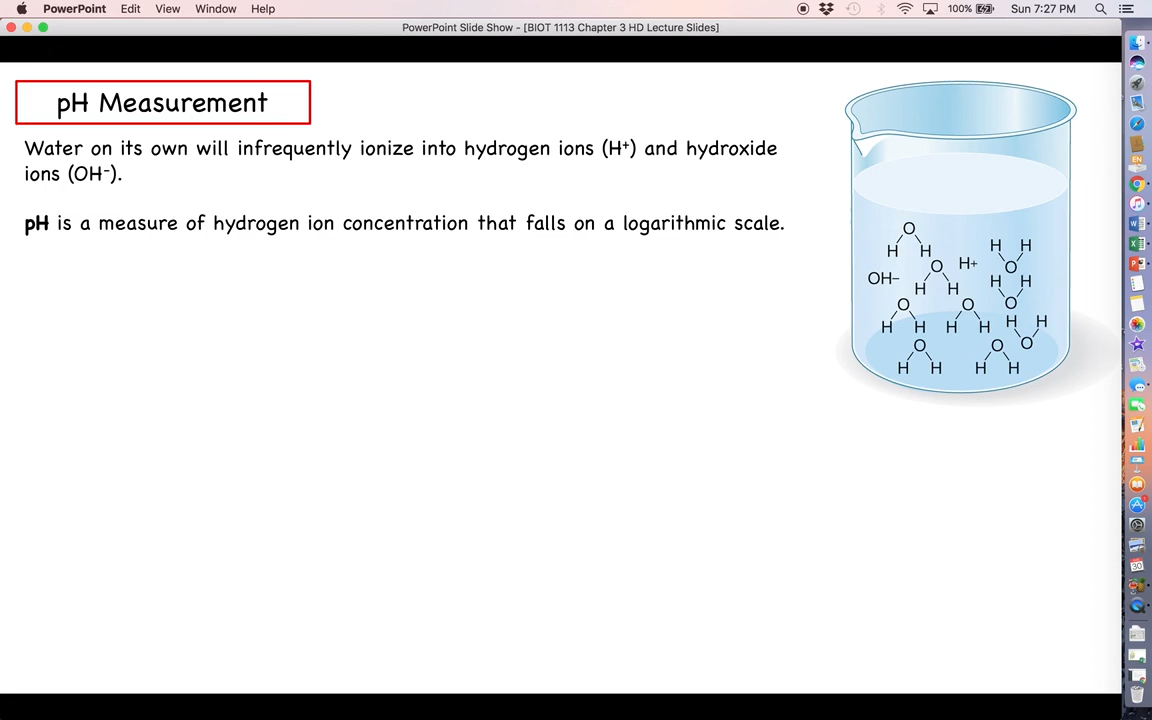 PowerPoint Edit View Window Help 100% Sun 7:27 PM
PowerPoint Slide Show - [BIOT 1113 Chapter 3 HD Lecture Slides]
pH Measurement
Water on its own will infrequently ionize into hydrogen ions (H⁺) and hydroxide
ions (OH⁻).
pH is a measure of hydrogen ion concentration that falls on a logarithmic scale.
O
H H
H H
O H+
O
OH–
H H
H H
O
O O
H H
H H
H H
O
O O
H H
H H
EN
30